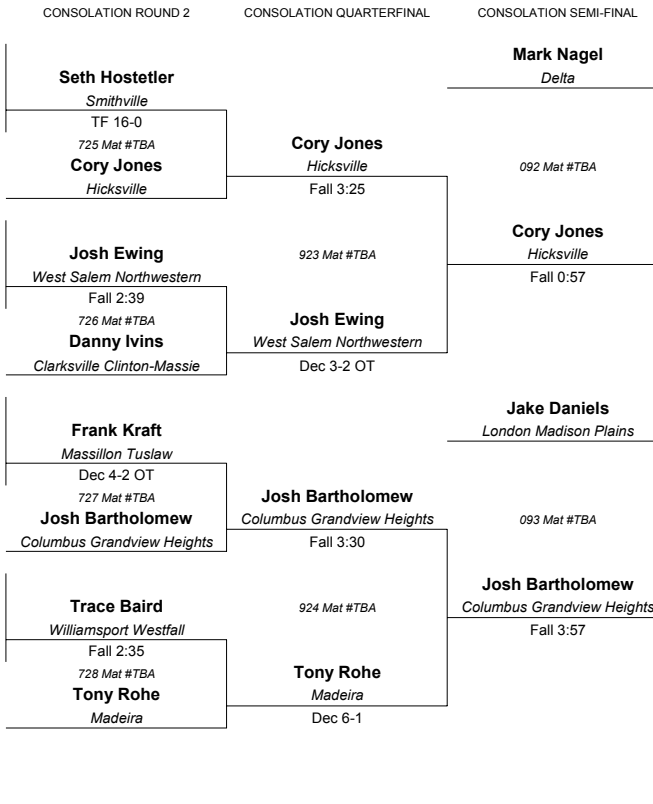 CONSOLATION ROUND 2
CONSOLATION QUARTERFINAL
CONSOLATION SEMI-FINAL
Seth Hostetler
Smithville
TF 16-0
725 Mat #TBA
Cory Jones
Hicksville
Josh Ewing
West Salem Northwestern
Fall 2:39
726 Mat #TBA
Danny Ivins
Clarksville Clinton-Massie
Frank Kraft
Massillon Tuslaw
Dec 4-2 OT
727 Mat #TBA
Josh Bartholomew
Columbus Grandview Heights
Trace Baird
Williamsport Westfall
Fall 2:35
728 Mat #TBA
Tony Rohe
Madeira
Cory Jones
Hicksville
Fall 3:25
923 Mat #TBA
Josh Ewing
West Salem Northwestern
Dec 3-2 OT
Josh Bartholomew
Columbus Grandview Heights
Fall 3:30
924 Mat #TBA
Tony Rohe
Madeira
Dec 6-1
Mark Nagel
Delta
092 Mat #TBA
Cory Jones
Hicksville
Fall 0:57
Jake Daniels
London Madison Plains
093 Mat #TBA
Josh Bartholomew
Columbus Grandview Heights
Fall 3:57